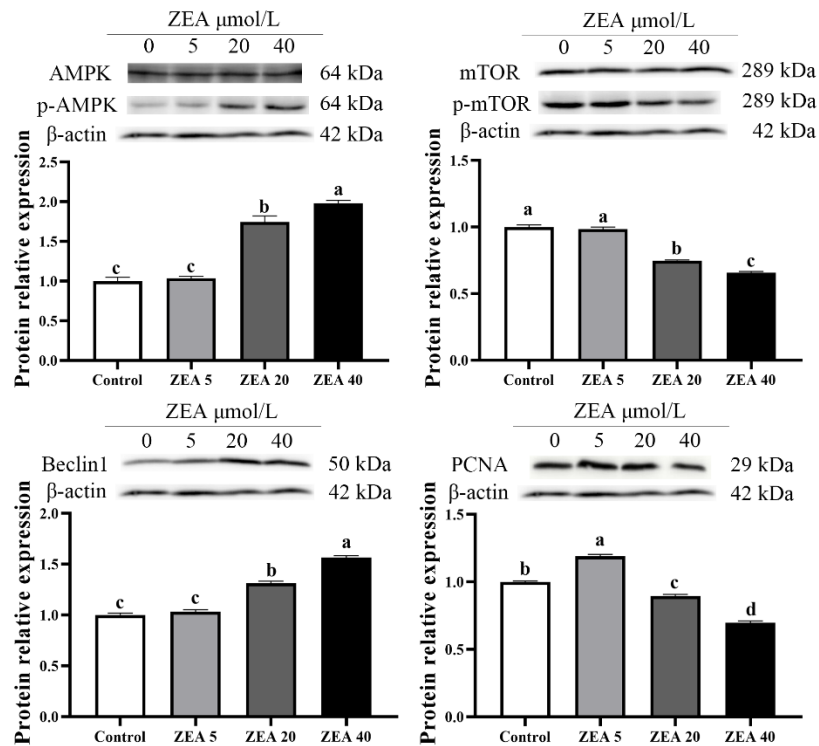 ZEA μmol/L
0 5 20 40
AMPK 64 kDa
p-AMPK 64 kDa
β-actin 42 kDa
Protein relative expression
2.5
2.0
1.5
1.0
0.5
0.0
c c b a
Control ZEA 5 ZEA 20 ZEA 40
ZEA μmol/L
0 5 20 40
mTOR 289 kDa
p-mTOR 289 kDa
β-actin 42 kDa
Protein relative expression
1.5
1.0
0.5
0.0
a a b c
Control ZEA 5 ZEA 20 ZEA 40
ZEA μmol/L
0 5 20 40
Beclin1 50 kDa
β-actin 42 kDa
Protein relative expression
2.0
1.5
1.0
0.5
0.0
c c b a
Control ZEA 5 ZEA 20 ZEA 40
ZEA μmol/L
0 5 20 40
PCNA 29 kDa
β-actin 42 kDa
Protein relative expression
1.5
1.0
0.5
0.0
b a c d
Control ZEA 5 ZEA 20 ZEA 40